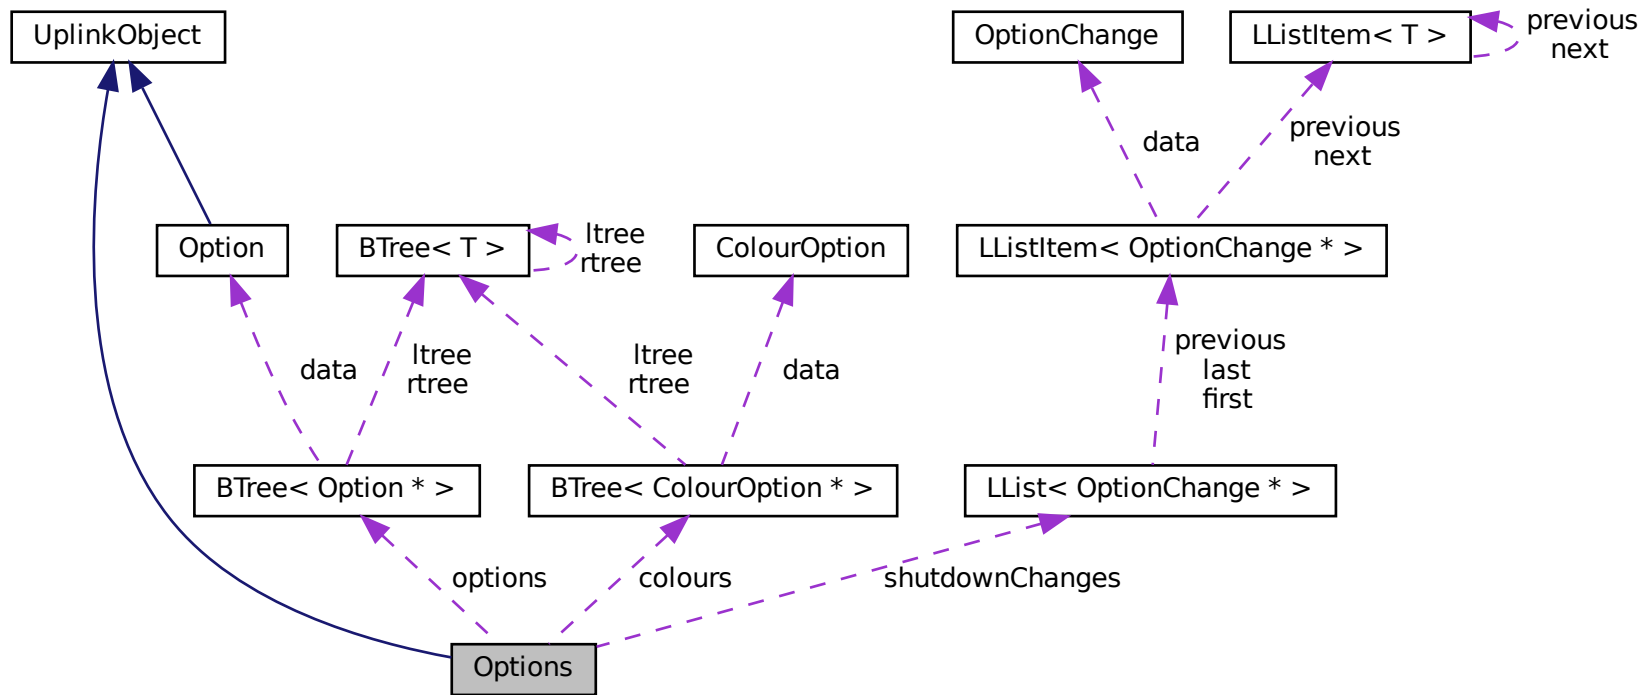 UplinkObject
OptionChange
LListItem< T >
previous
next
data
previous
next
Option
BTree< T >
ltree
rtree
ColourOption
LListItem< OptionChange * >
data
ltree
rtree
ltree
rtree
data
previous
last
first
BTree< Option * >
BTree< ColourOption * >
LList< OptionChange * >
options
colours
shutdownChanges
Options